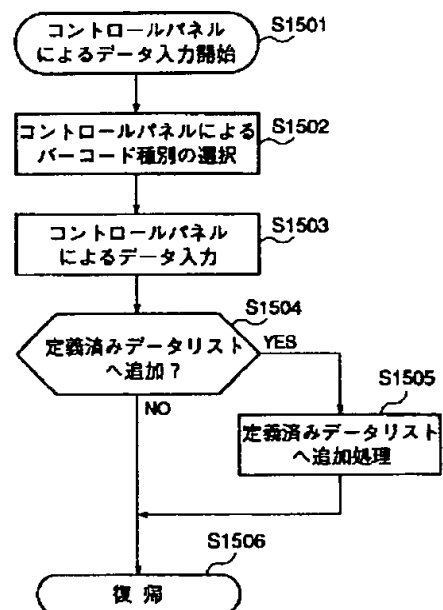 コントロールパネル
によるデータ入力開始
S1501
コントロールパネルによる
バーコード種別の選択
S1502
コントロールパネル
によるデータ入力
S1503
定義済みデータリスト
へ追加?
S1504
YES
NO
定義済みデータリスト
へ追加処理
S1505
復 帰
S1506